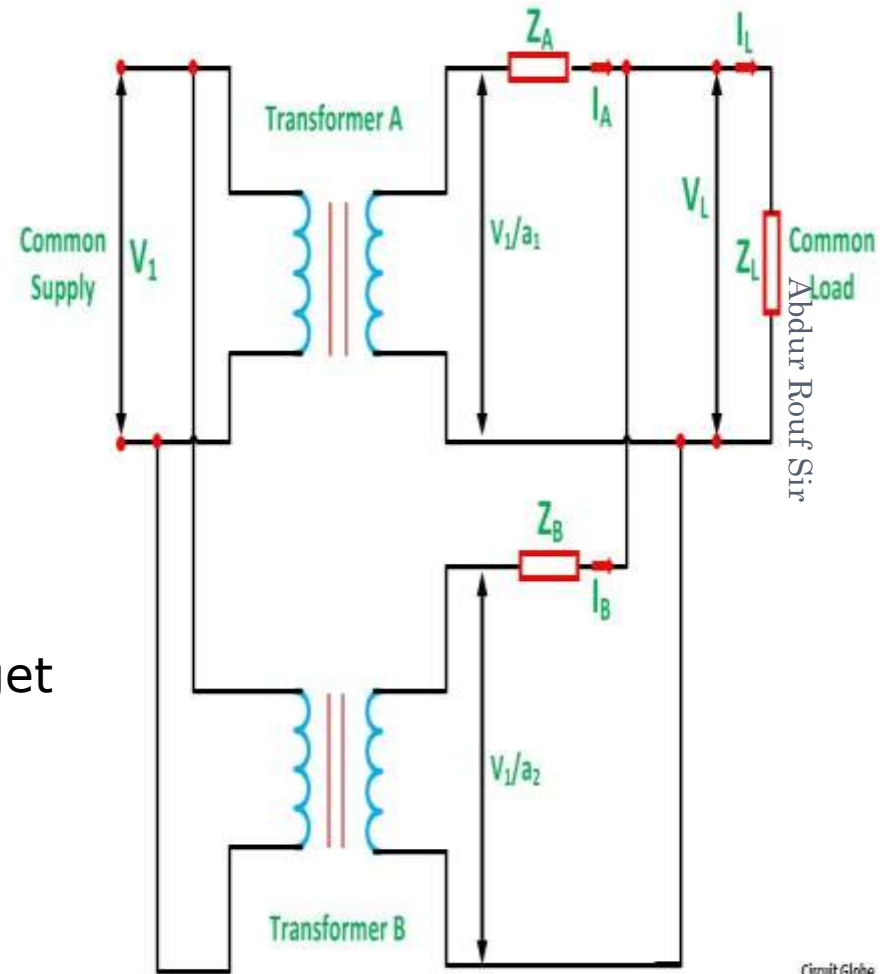 Z_A
I_L
Transformer A
I_A
Common Supply
V_1
V_1/a_1
V_L
Z_L
Common Load
Abdur Rouf Sir
Z_B
I_B
get
V_1/a_2
Transformer B
Circuit Globe